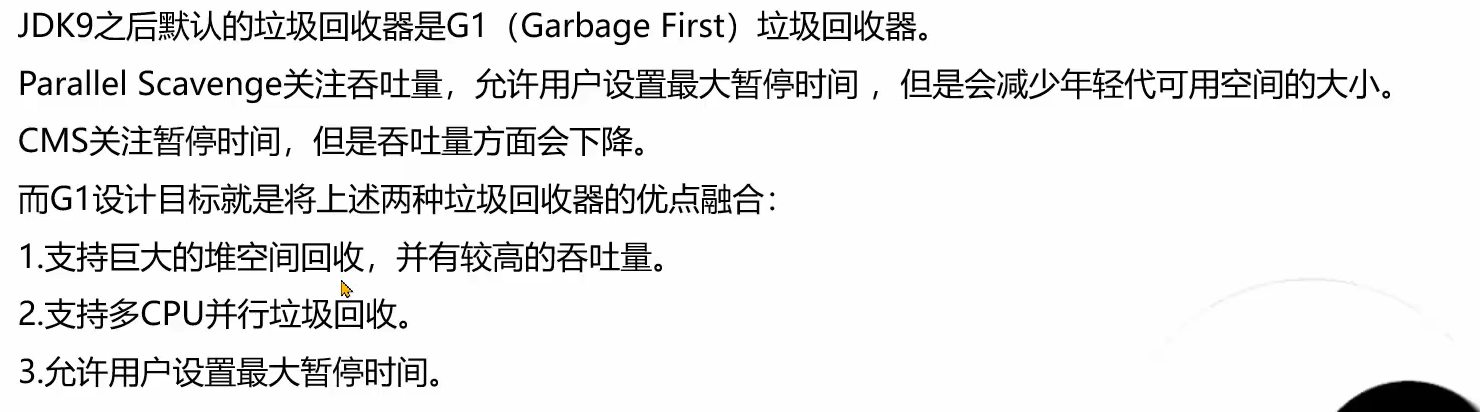 JDK9之后默认的垃圾回收器是G1（Garbage First）垃圾回收器。
Parallel Scavenge关注吞吐量，允许用户设置最大暂停时间 ，但是会减少年轻代可用空间的大小。
CMS关注暂停时间，但是吞吐量方面会下降。
而G1设计目标就是将上述两种垃圾回收器的优点融合：
1.支持巨大的堆空间回收，并有较高的吞吐量。
2.支持多CPU并行垃圾回收。
3.允许用户设置最大暂停时间。